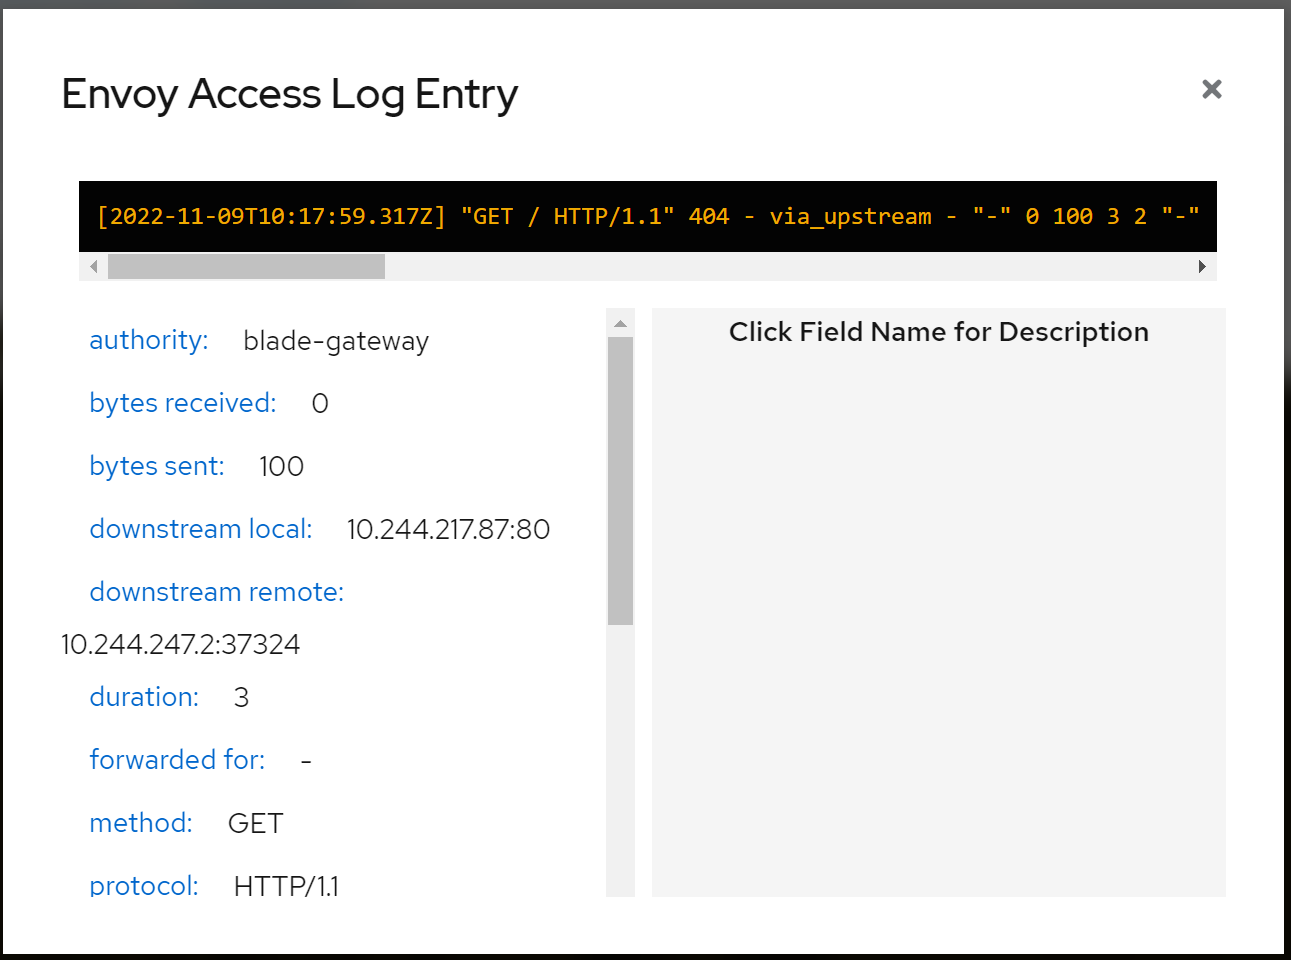 Envoy Access Log Entry
[2022-11-09T10:17:59.317Z] "GET / HTTP/1.1" 404 - via_upstream - "-" 0 100 3 2 "-"
authority: blade-gateway
bytes received: 0
bytes sent: 100
downstream local: 10.244.217.87:80
downstream remote:
10.244.247.2:37324
duration: 3
forwarded for: -
method: GET
protocol: HTTP/1.1
Click Field Name for Description